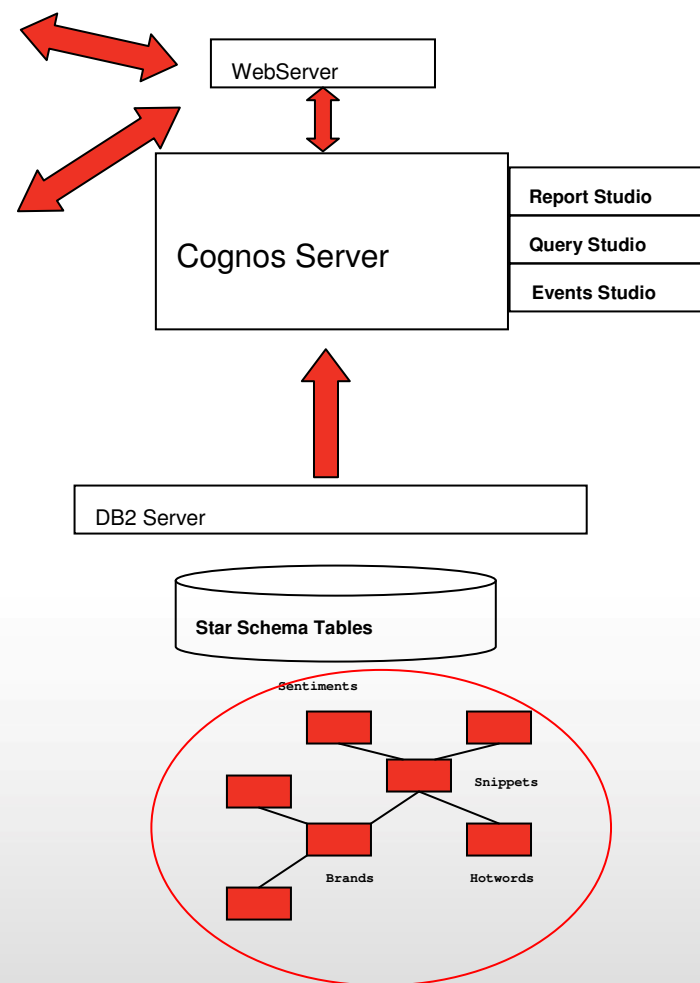 WebServer
Cognos Server
Report Studio
Query Studio
Events Studio
DB2 Server
Star Schema Tables
Sentiments
Snippets
Brands
Hotwords